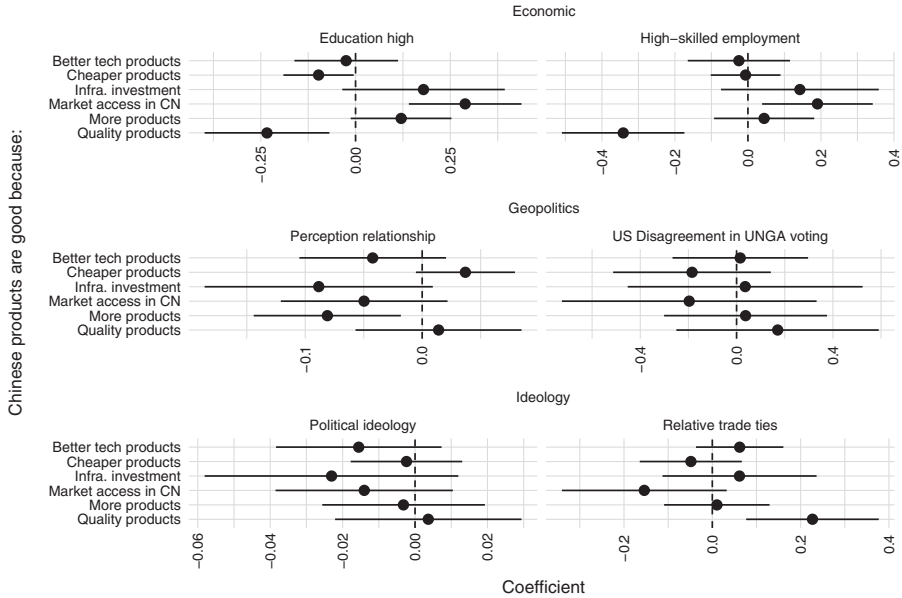 Economic
Education high
High-skilled employment
Better tech products
Cheaper products
Infra. investment
Market access in CN
More products
Quality products
−0.25 0.00 0.25
−0.4 −0.2 0.0 0.2 0.4
Geopolitics
Perception relationship
US Disagreement in UNGA voting
Better tech products
Cheaper products
Infra. investment
Market access in CN
More products
Quality products
−0.1 0.0
−0.4 0.0 0.4
Ideology
Political ideology
Relative trade ties
Better tech products
Cheaper products
Infra. investment
Market access in CN
More products
Quality products
−0.06 −0.04 −0.02 0.00 0.02
−0.2 0.0 0.2 0.4
Coefficient
Chinese products are good because: